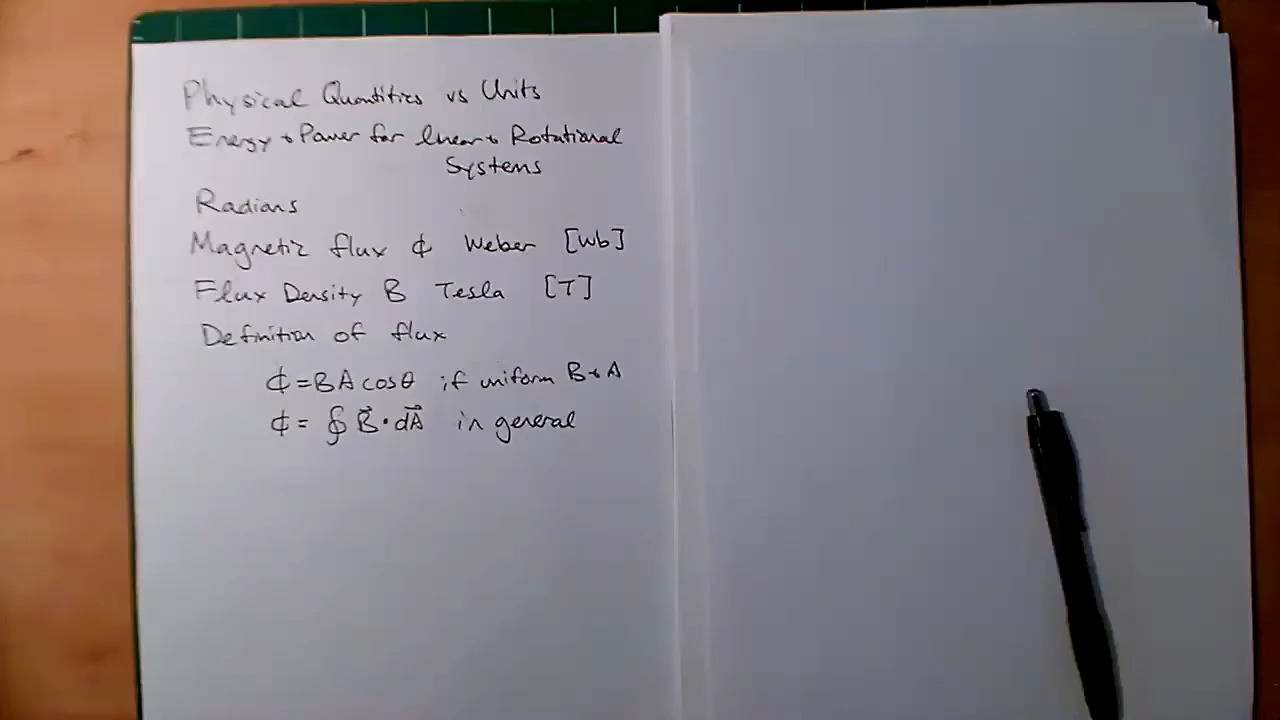 Physical Quantities vs Units
Energy + Power for linear + Rotational
Systems
Radians
Magnetic flux ϕ Weber [Wb]
Flux Density B Tesla [T]
Definition of flux
ϕ = BA cosθ if uniform B + A
ϕ = ∮ B⃗ · dA⃗ in general